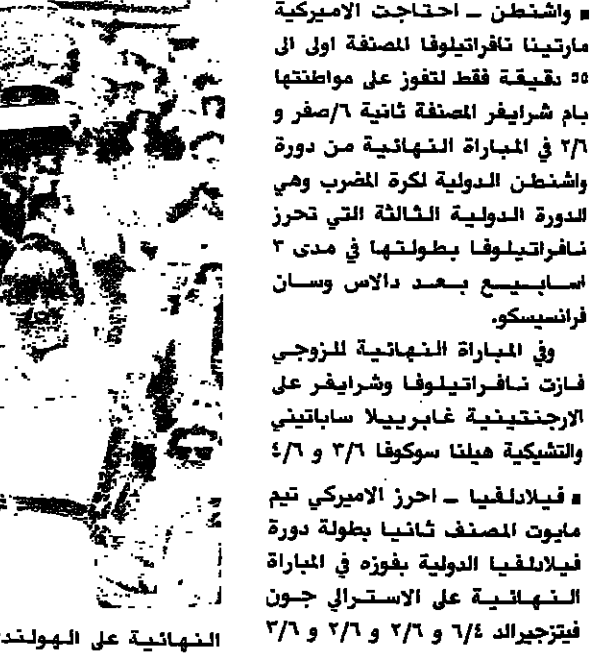 ■ واشنطن ــ احتاجت الاميركية
مارتينا نافراتيلوفا المصنفة اولى الى
٥٥ دقيقة فقط لتفوز على مواطنتها
بام شرايفر المصنفة ثانية ٦/صفر و
٢/٦ في المباراة النهائية من دورة
واشنطن الدولية لكرة المضرب وهي
الدورة الدولية الثالثة التي تحرز
نافراتيلوفا بطولتها في مدى ٣
اسابيع بعد دالاس وسان
فرانسيسكو.
وفي المباراة النهائية للزوجي
فازت نافراتيلوفا وشرايفر على
الارجنتينية غابرييلا ساباتيني
والتشيكية هيلنا سوكوفا ٣/٦ و ٤/٦
■ فيلادلفيا ــ احرز الاميركي تيم
مايوت المصنف ثانيا بطولة دورة
فيلادلفيا الدولية بفوزه في المباراة
النهائية على الاسترالي جون
فيتزجيرالد ٦/٤ و ٢/٦ و ٢/٦ و ٣/٦
النهائية على الهولند